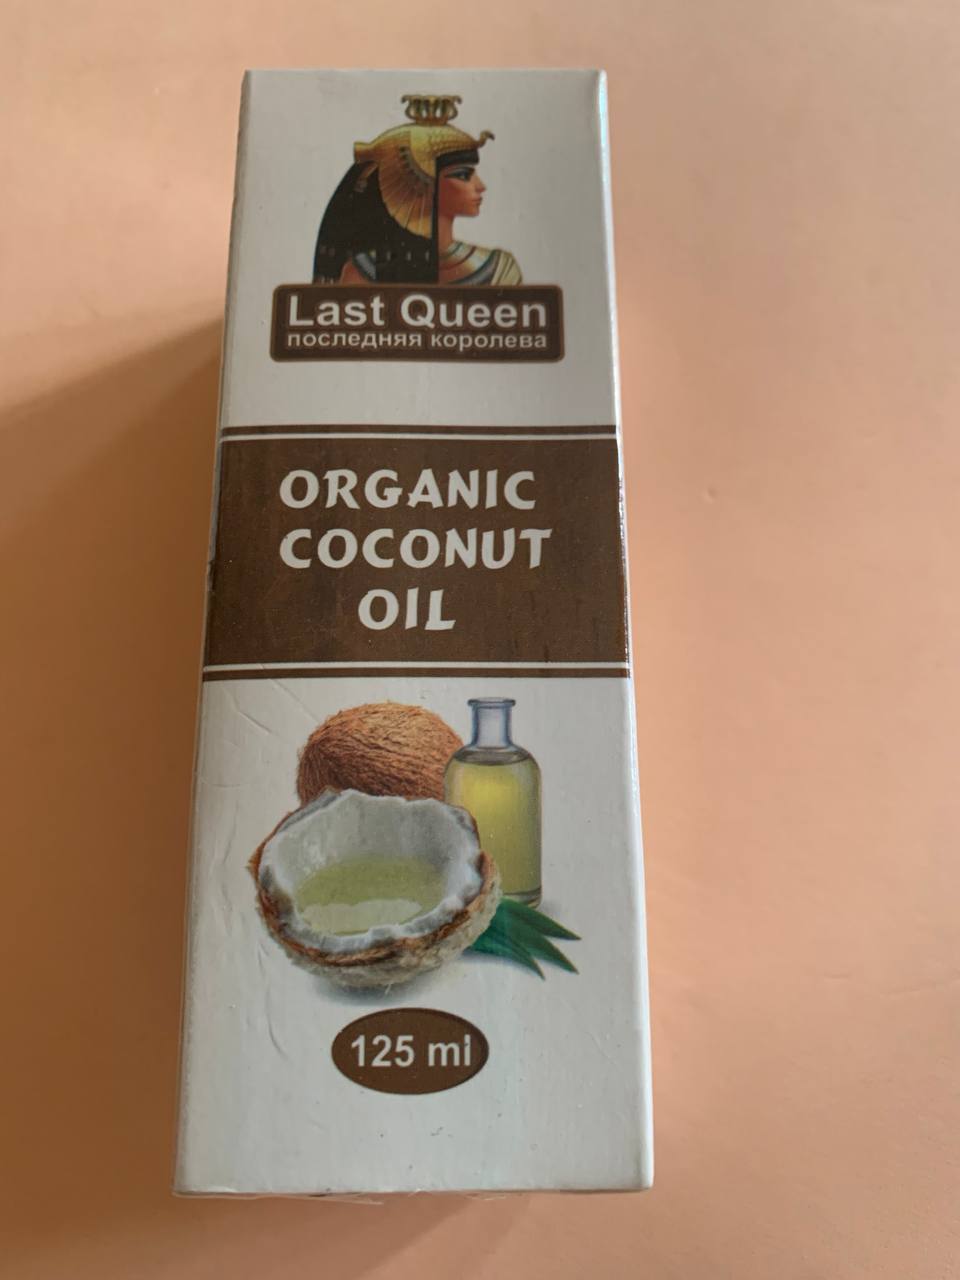 Last Queen
последняя королева
ORGANIC
COCONUT
OIL
125 ml